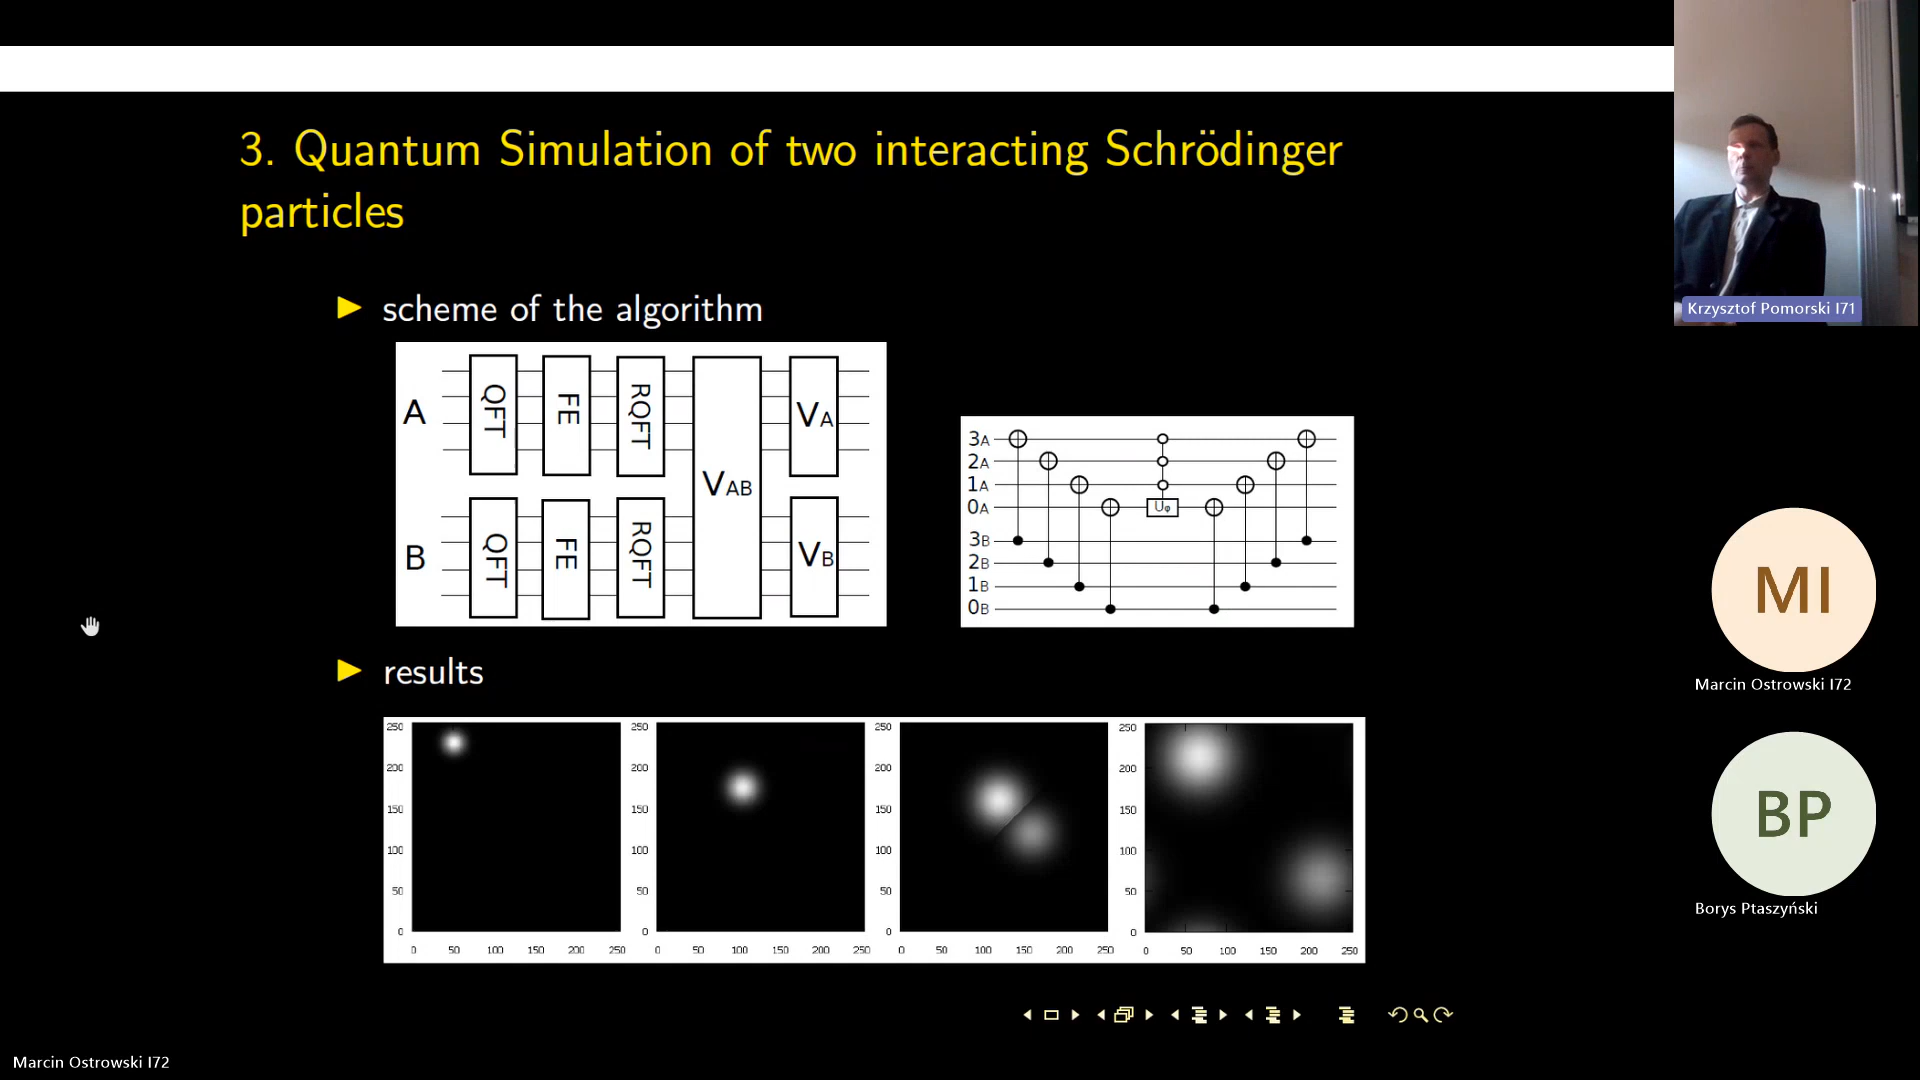 3. Quantum Simulation of two interacting Schrödinger
particles
scheme of the algorithm
A
QFT
FE
RQFT
VAB
VA
B
QFT
FE
RQFT
VB
3A
2A
1A
0A
Uφ
3B
2B
1B
0B
results
250
200
150
100
50
0
0 50 100 150 200 250
250
200
150
100
50
0
0 50 100 150 200 250
250
200
150
100
50
0
0 50 100 150 200 250
250
200
150
100
50
0
0 50 100 150 200 250
Krzysztof Pomorski I71
MI
Marcin Ostrowski I72
BP
Borys Ptaszyński
Marcin Ostrowski I72